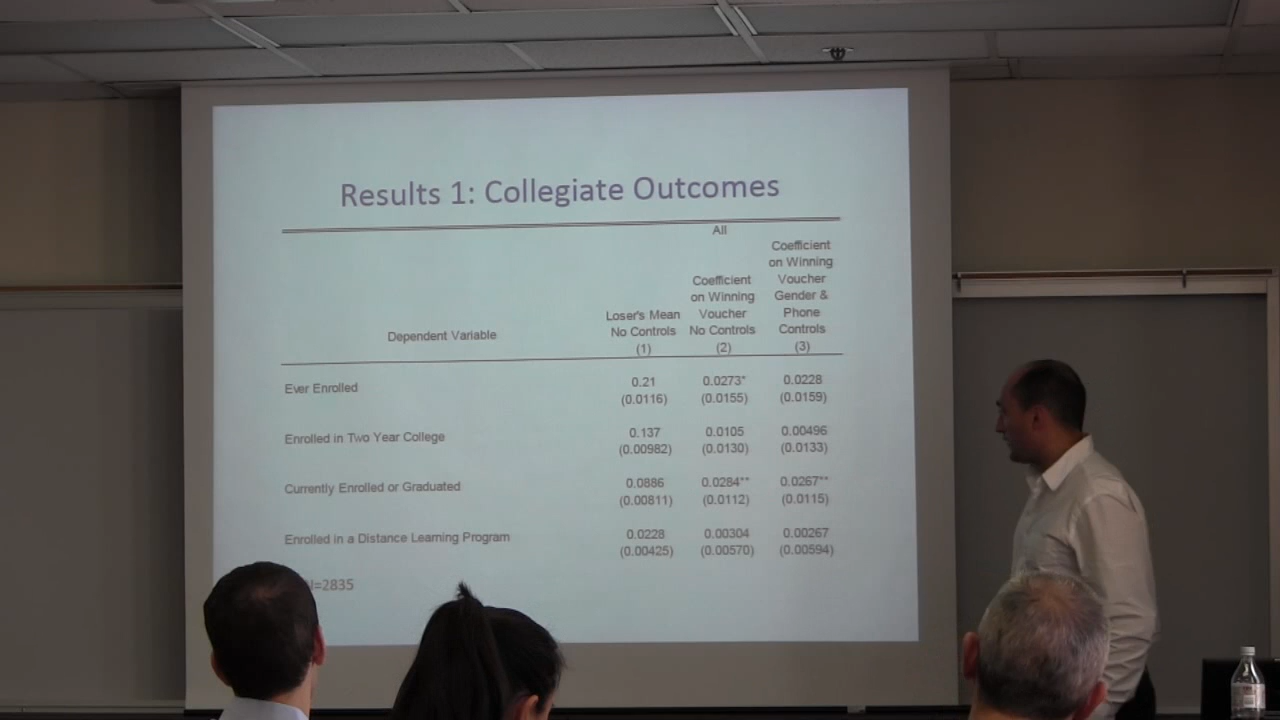 Results 1: Collegiate Outcomes
All
Dependent Variable
Loser's Mean
No Controls
(1)
Coefficient
on Winning
Voucher
No Controls
(2)
Coefficient
on Winning
Voucher
Gender &
Phone
Controls
(3)
Ever Enrolled 0.21 0.0273* 0.0228
(0.0116) (0.0155) (0.0159)
Enrolled in Two Year College 0.137 0.0105 0.00496
(0.00982) (0.0130) (0.0133)
Currently Enrolled or Graduated 0.0886 0.0284** 0.0267**
(0.00811) (0.0112) (0.0115)
Enrolled in a Distance Learning Program 0.0228 0.00304 0.00267
(0.00425) (0.00570) (0.00594)
=2835